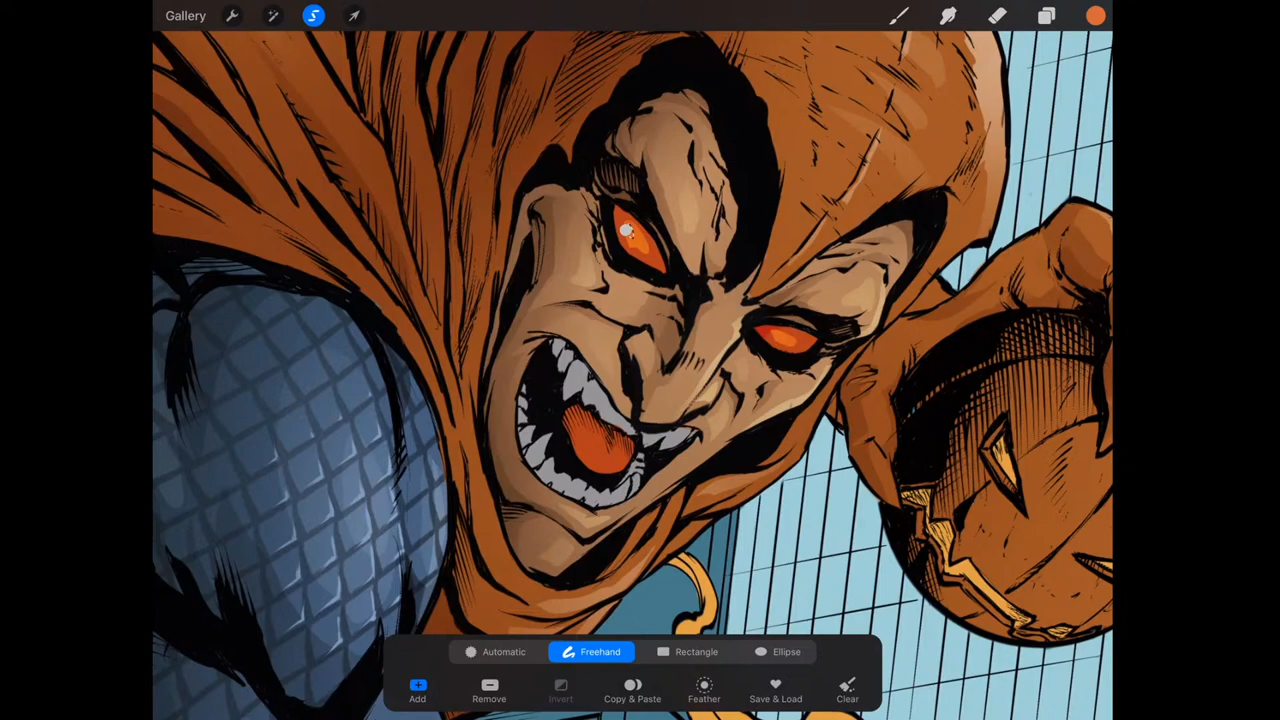 Gallery
Automatic Freehand Rectangle Ellipse
Add Remove Invert Copy & Paste Feather Save & Load Clear